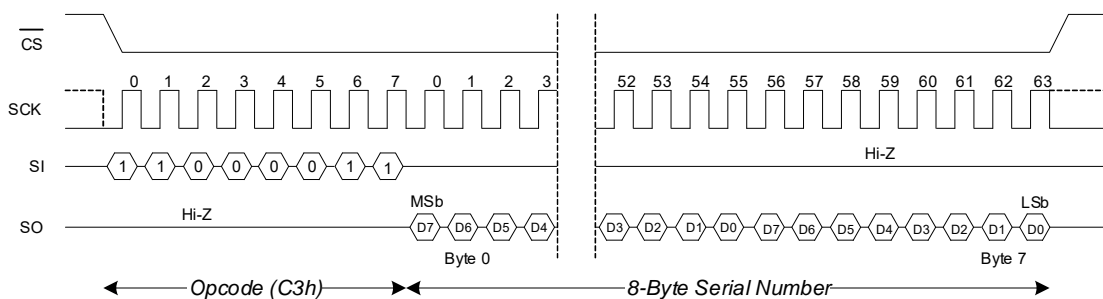 CS
0 1 2 3 4 5 6 7 0 1 2 3 52 53 54 55 56 57 58 59 60 61 62 63
SCK
Hi-Z
SI 1 1 0 0 0 0 1 1
MSb LSb
Hi-Z
SO D7 D6 D5 D4 D3 D2 D1 D0 D7 D6 D5 D4 D3 D2 D1 D0
Byte 0 Byte 7
Opcode (C3h) 8-Byte Serial Number